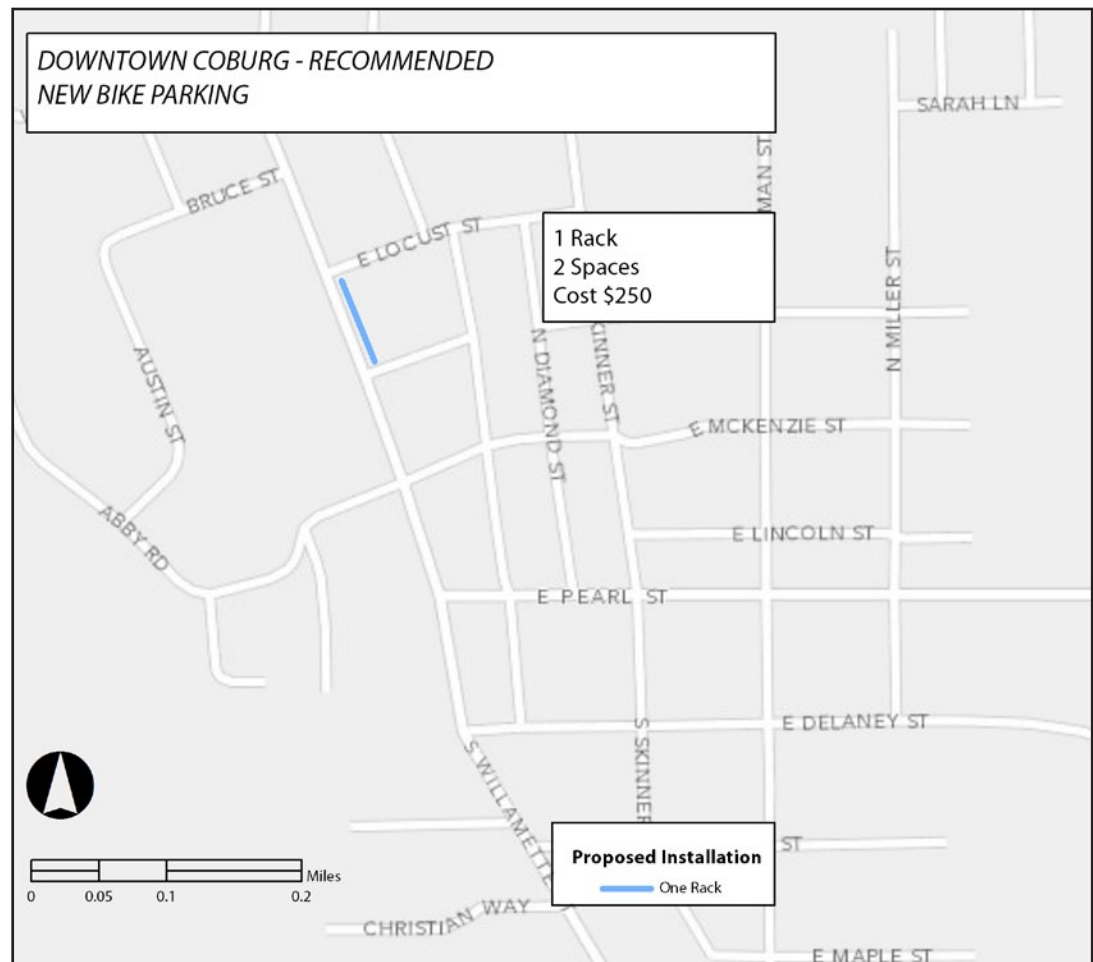 DOWNTOWN COBURG - RECOMMENDED
NEW BIKE PARKING
SARAH LN
MAN ST
BRUCE ST
E LOCUST ST
1 Rack
2 Spaces
Cost $250
N MILLER ST
AUSTIN ST
N DIAMOND ST
KINNER ST
E MCKENZIE ST
ABBY RD
E LINCOLN ST
E PEARL ST
E DELANEY ST
S WILLAMETTE
S SKINNER
ST
Proposed Installation
One Rack
Miles
0 0.05 0.1 0.2
CHRISTIAN WAY
E MAPLE ST